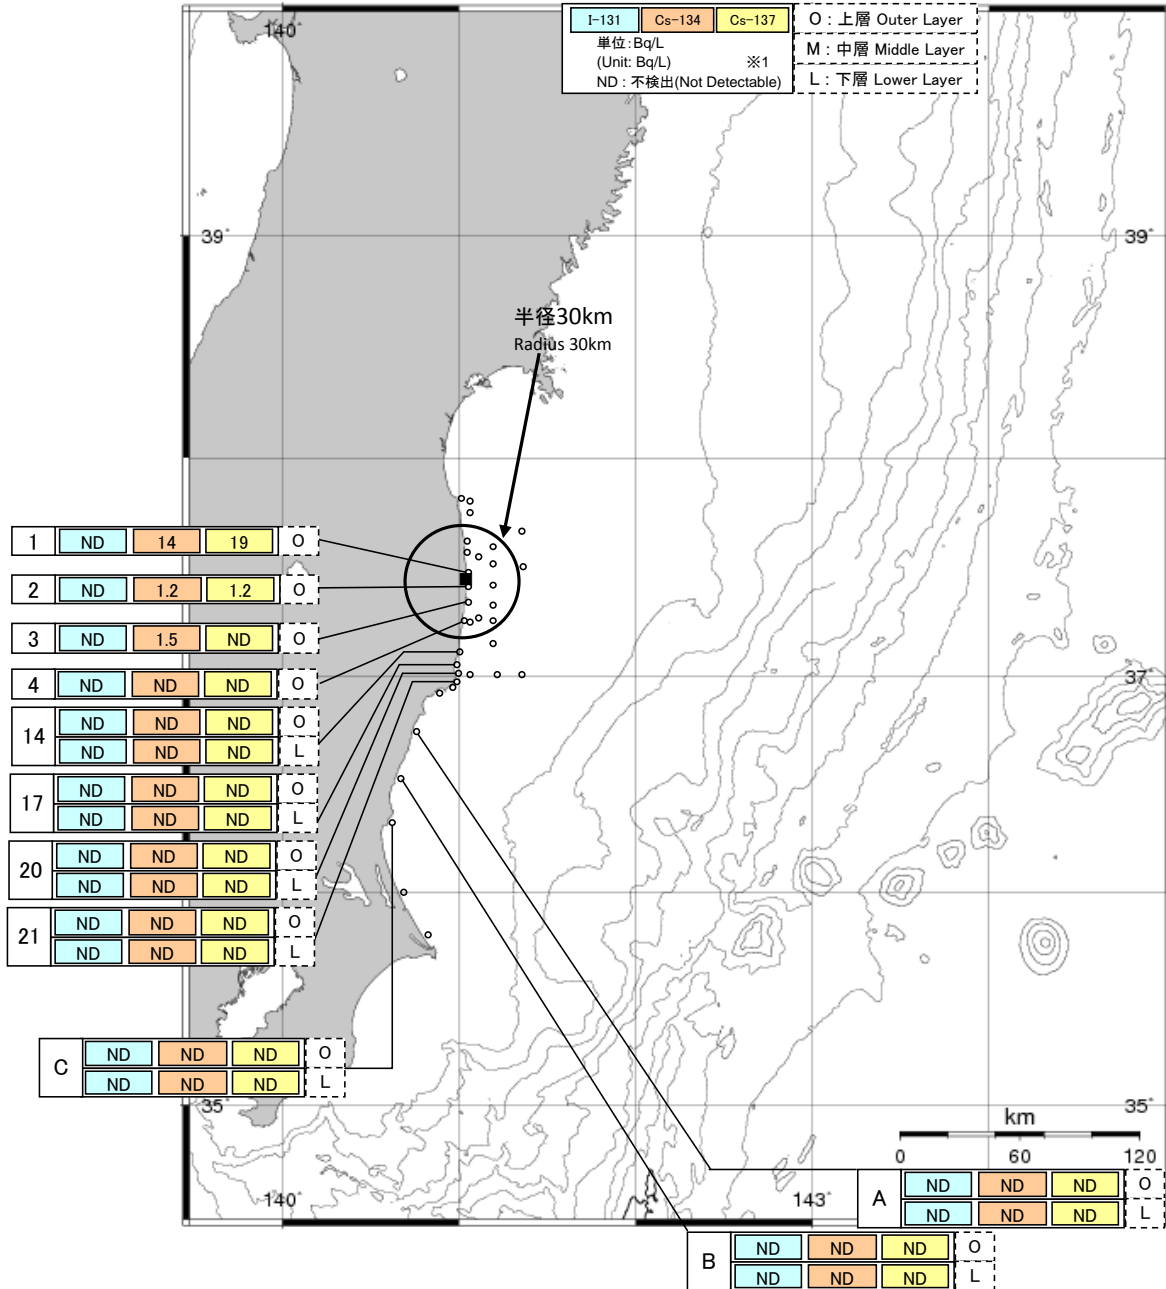 I-131 Cs-134 Cs-137
単位:Bq/L
(Unit: Bq/L) ※1
ND : 不検出(Not Detectable)
O : 上層 Outer Layer
M : 中層 Middle Layer
L : 下層 Lower Layer
140°
39° 39°
半径30km
Radius 30km
1 ND 14 19 O
2 ND 1.2 1.2 O
3 ND 1.5 ND O
4 ND ND ND O
37°
14 ND ND ND O
ND ND ND L
17 ND ND ND O
ND ND ND L
20 ND ND ND O
ND ND ND L
21 ND ND ND O
ND ND ND L
C ND ND ND O
ND ND ND L
35° 35°
km
0 60 120
140° 143°
A ND ND ND O
ND ND ND L
B ND ND ND O
ND ND ND L